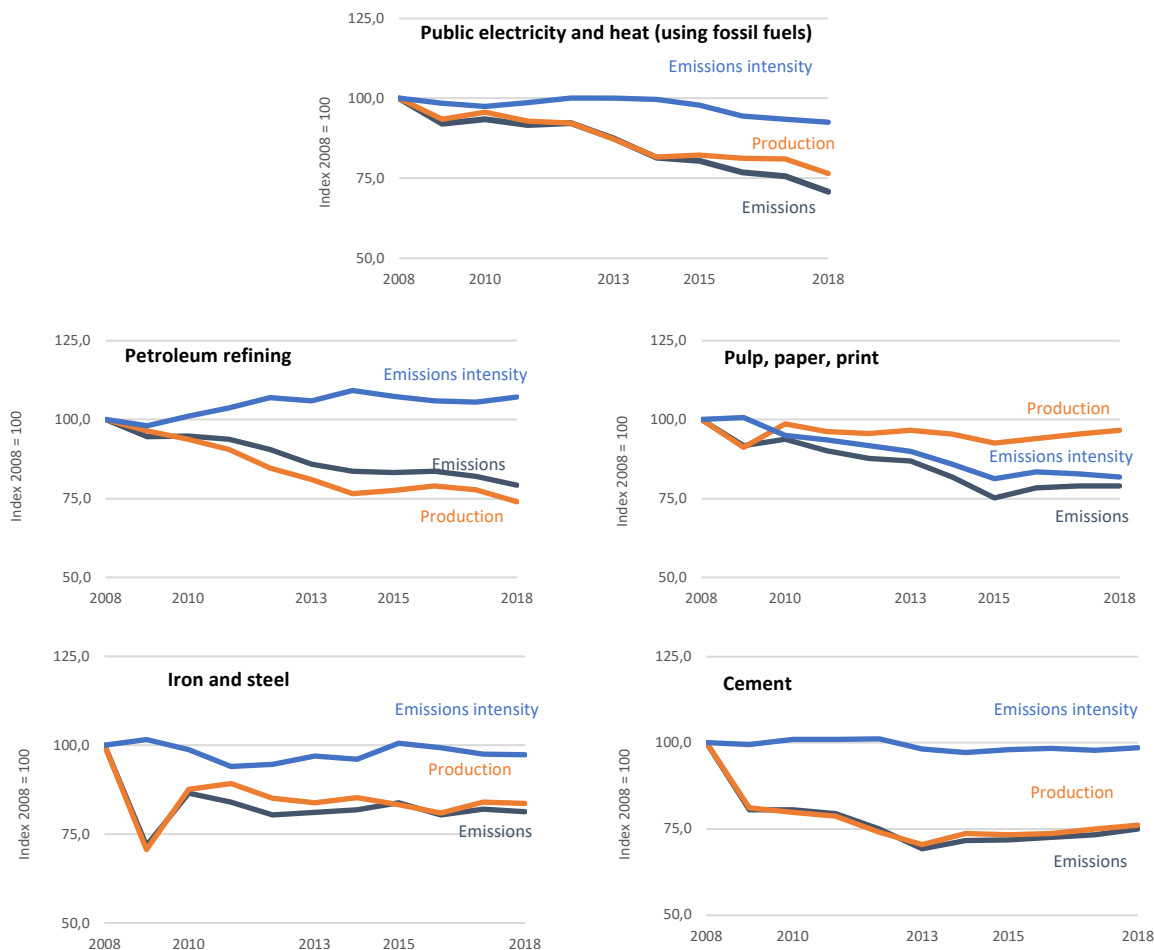 Public electricity and heat (using fossil fuels)
Index 2008 = 100
125,0
100,0
75,0
50,0
Emissions intensity
Production
Emissions
2008 2010 2013 2015 2018
Petroleum refining
Index 2008 = 100
125,0
100,0
75,0
50,0
Emissions intensity
Emissions
Production
2008 2010 2013 2015 2018
Pulp, paper, print
Index 2008 = 100
125,0
100,0
75,0
50,0
Production
Emissions intensity
Emissions
2008 2010 2013 2015 2018
Iron and steel
Index 2008 = 100
125,0
100,0
75,0
50,0
Emissions intensity
Production
Emissions
2008 2010 2013 2015 2018
Cement
Index 2008 = 100
125,0
100,0
75,0
50,0
Emissions intensity
Production
Emissions
2008 2010 2013 2015 2018